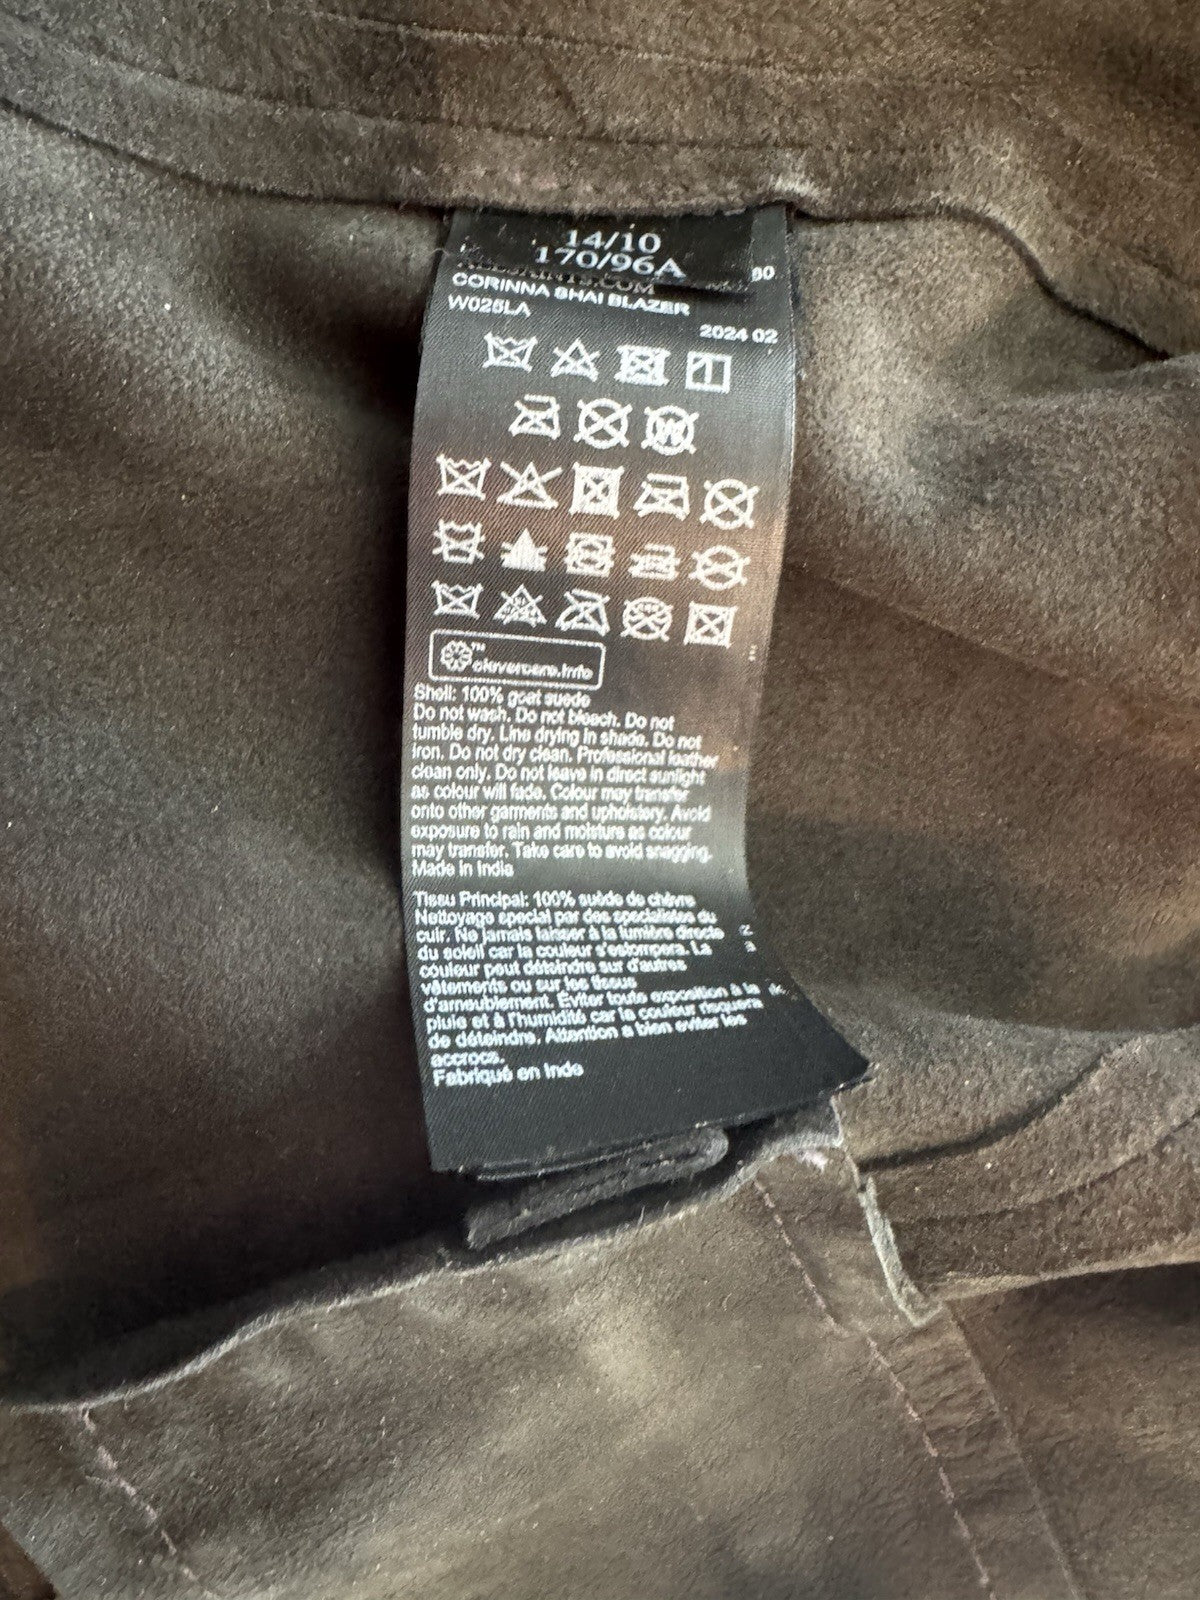 14/10
170/96A
ALLSAINTS.COM
80
CORINNA SHAI BLAZER
W025LA
2024 02
W
™
clevercare.info
Shell: 100% goat suede
Do not wash. Do not bleach. Do not
tumble dry. Line drying in shade. Do not
iron. Do not dry clean. Professional leather
clean only. Do not leave in direct sunlight
as colour will fade. Colour may transfer
onto other garments and upholstery. Avoid
exposure to rain and moisture as colour
may transfer. Take care to avoid snagging.
Made in India
Tissu Principal: 100% suède de chèvre
Nettoyage special par des specialistes du
cuir. Ne jamais laisser à la lumière directe
du soleil car la couleur s'estompera. La
couleur peut déteindre sur d'autres
vêtements ou sur les tissus
d'ameublement. Éviter toute exposition à la
pluie et à l'humidité car la couleur risquera
de déteindre. Attention a bien eviter les
accrocs.
Fabriqué en Inde